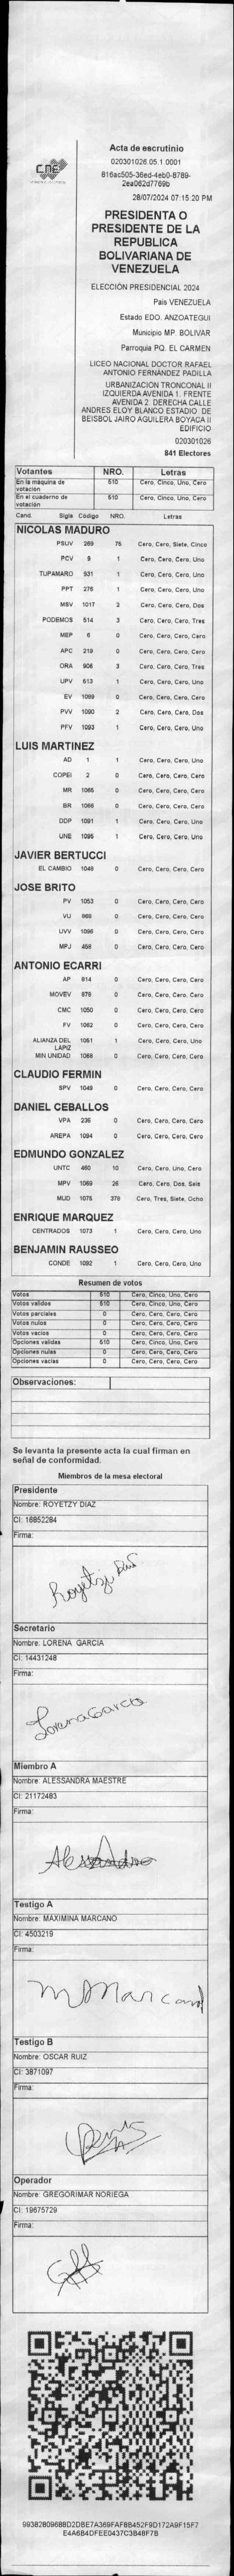 CNE
Acta de escrutinio
020301026.05.1.0001
816ac505-36ed-4eb0-8789-
2ea062d7769b
28/07/2024 07:15:20 PM
PRESIDENTA O
PRESIDENTE DE LA
REPUBLICA
BOLIVARIANA DE
VENEZUELA
ELECCIÓN PRESIDENCIAL 2024
País VENEZUELA
Estado EDO. ANZOATEGUI
Municipio MP. BOLIVAR
Parroquia PQ. EL CARMEN
LICEO NACIONAL DOCTOR RAFAEL
ANTONIO FERNÁNDEZ PADILLA
URBANIZACIÓN TRONCONAL II
IZQUIERDA AVENIDA 1. FRENTE
AVENIDA 2. DERECHA CALLE
ANDRES ELOY BLANCO ESTADIO DE
BEISBOL JAIRO AGUILERA BOYACA II
EDIFICIO
020301026
841 Electores
Votantes NRO. Letras
En la máquina de votación 510 Cero, Cinco, Uno, Cero
En el cuaderno de votación 510 Cero, Cinco, Uno, Cero
Cand. Sigla Código NRO. Letras
NICOLAS MADURO
PSUV 269 75 Cero, Cero, Siete, Cinco
PCV 9 1 Cero, Cero, Cero, Uno
TUPAMARO 931 1 Cero, Cero, Cero, Uno
PPT 276 1 Cero, Cero, Cero, Uno
MSV 1017 2 Cero, Cero, Cero, Dos
PODEMOS 514 3 Cero, Cero, Cero, Tres
MEP 6 0 Cero, Cero, Cero, Cero
APC 219 0 Cero, Cero, Cero, Cero
ORA 906 3 Cero, Cero, Cero, Tres
UPV 513 1 Cero, Cero, Cero, Uno
EV 1099 0 Cero, Cero, Cero, Cero
PVV 1090 2 Cero, Cero, Cero, Dos
PFV 1093 1 Cero, Cero, Cero, Uno
LUIS MARTINEZ
AD 1 1 Cero, Cero, Cero, Uno
COPEI 2 0 Cero, Cero, Cero, Cero
MR 1085 0 Cero, Cero, Cero, Cero
BR 1066 0 Cero, Cero, Cero, Cero
DDP 1091 1 Cero, Cero, Cero, Uno
UNE 1095 1 Cero, Cero, Cero, Uno
JAVIER BERTUCCI
EL CAMBIO 1048 0 Cero, Cero, Cero, Cero
JOSE BRITO
PV 1053 0 Cero, Cero, Cero, Cero
VU 0 Cero, Cero, Cero, Cero
UVV 1096 0 Cero, Cero, Cero, Cero
MPJ 458 0 Cero, Cero, Cero, Cero
ANTONIO ECARRI
AP 814 0 Cero, Cero, Cero, Cero
MOVEV 876 0 Cero, Cero, Cero, Cero
CMC 1050 0 Cero, Cero, Cero, Cero
FV 1062 0 Cero, Cero, Cero, Cero
ALIANZA DEL LÁPIZ 1051 1 Cero, Cero, Cero, Uno
MIN UNIDAD 1068 0 Cero, Cero, Cero, Cero
CLAUDIO FERMIN
SPV 1049 0 Cero, Cero, Cero, Cero
DANIEL CEBALLOS
VPA 236 0 Cero, Cero, Cero, Cero
AREPA 1094 0 Cero, Cero, Cero, Cero
EDMUNDO GONZALEZ
UNTC 460 10 Cero, Cero, Uno, Cero
MPV 1069 26 Cero, Cero, Dos, Seis
MUD 1075 378 Cero, Tres, Siete, Ocho
ENRIQUE MARQUEZ
CENTRADOS 1073 1 Cero, Cero, Cero, Uno
BENJAMIN RAUSSEO
CONDE 1092 1 Cero, Cero, Cero, Uno
Resumen de votos
Votos 510 Cero, Cinco, Uno, Cero
Votos validos 510 Cero, Cinco, Uno, Cero
Votos parciales 0 Cero, Cero, Cero, Cero
Votos nulos 0 Cero, Cero, Cero, Cero
Votos vacios 0 Cero, Cero, Cero, Cero
Opciones validas 510 Cero, Cinco, Uno, Cero
Opciones nulas 0 Cero, Cero, Cero, Cero
Opciones vacias 0 Cero, Cero, Cero, Cero
Observaciones:
Se levanta la presente acta la cual firman en
señal de conformidad.
Miembros de la mesa electoral
Presidente
Nombre: ROYETZY DIAZ
CI: 16852284
Firma:
Royetzi Díaz
Secretario
Nombre: LORENA GARCIA
CI: 14431248
Firma:
Lorena Garcia
Miembro A
Nombre: ALESSANDRA MAESTRE
CI: 21172483
Firma:
Alessandra
Testigo A
Nombre: MAXIMINA MARCANO
CI: 4503219
Firma:
M Marcano
Testigo B
Nombre: OSCAR RUIZ
CI: 3871097
Firma:
Operador
Nombre: GREGORIMAR NORIEGA
CI: 19675729
Firma:
99382809688D2DBE7A369FAF8B452F9D172A9F15F7
E4A6B4DFEE0437C3B48F7B